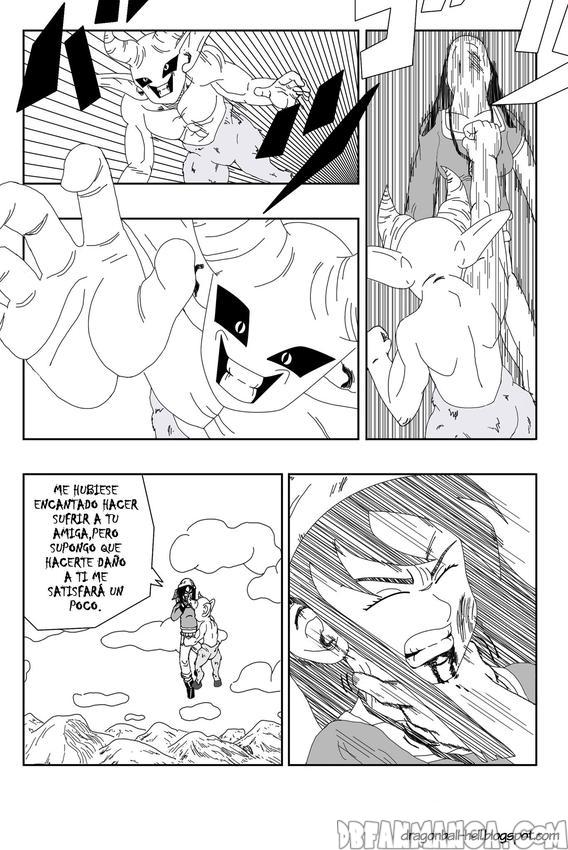 ME HUBIESE
ENCANTADO HACER
SUFRIR A TU
AMIGA,PERO
SUPONGO QUE
HACERTE DAÑO
A TI ME
SATISFARÁ UN
POCO.
dragonball-hell.blogspot.com
DBFANMANGA.COM